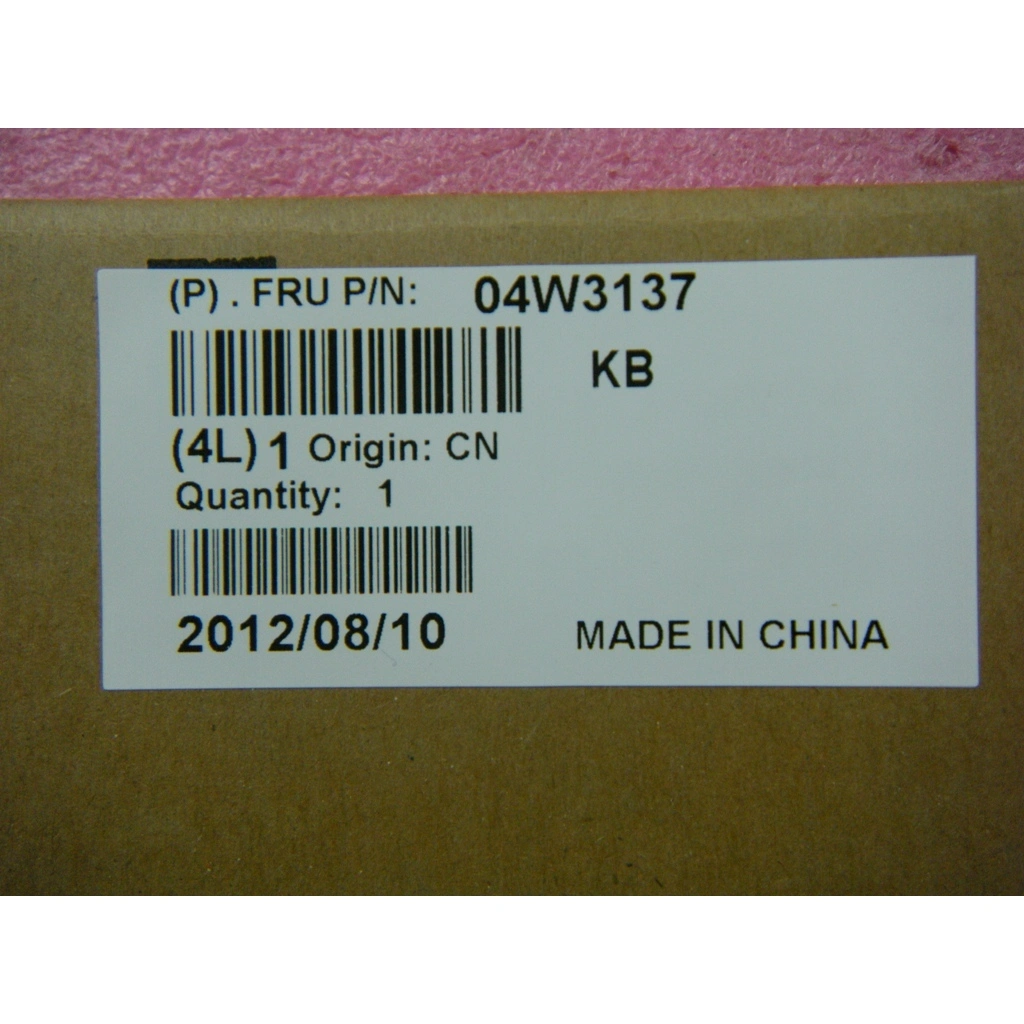 (P) . FRU P/N: 04W3137
KB
(4L) 1 Origin: CN
Quantity: 1
2012/08/10 MADE IN CHINA